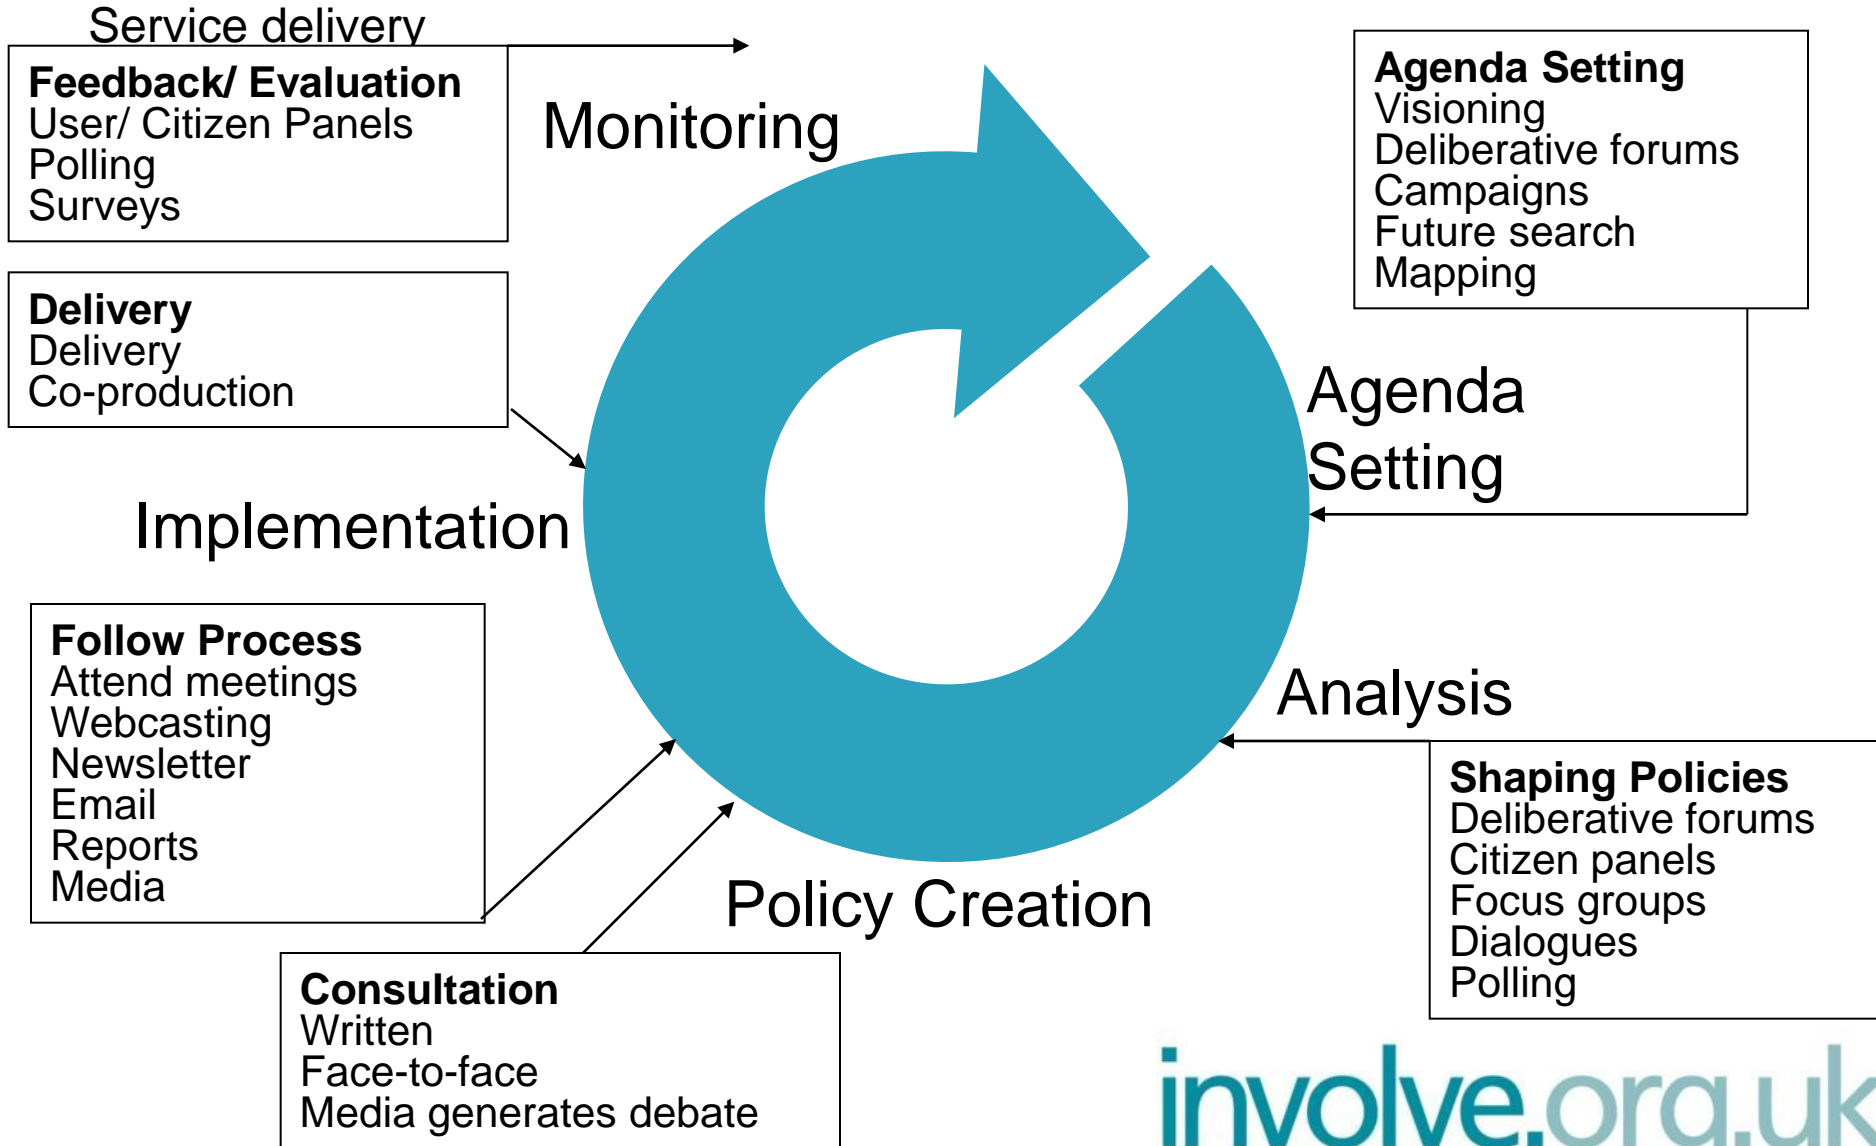 Service delivery
Feedback/ Evaluation
User/ Citizen Panels
Polling
Surveys
Monitoring
Agenda Setting
Visioning
Deliberative forums
Campaigns
Future search
Mapping
Delivery
Delivery
Co-production
Agenda
Setting
Implementation
Follow Process
Attend meetings
Webcasting
Newsletter
Email
Reports
Media
Analysis
Shaping Policies
Deliberative forums
Citizen panels
Focus groups
Dialogues
Polling
Policy Creation
Consultation
Written
Face-to-face
Media generates debate
involve.org.uk